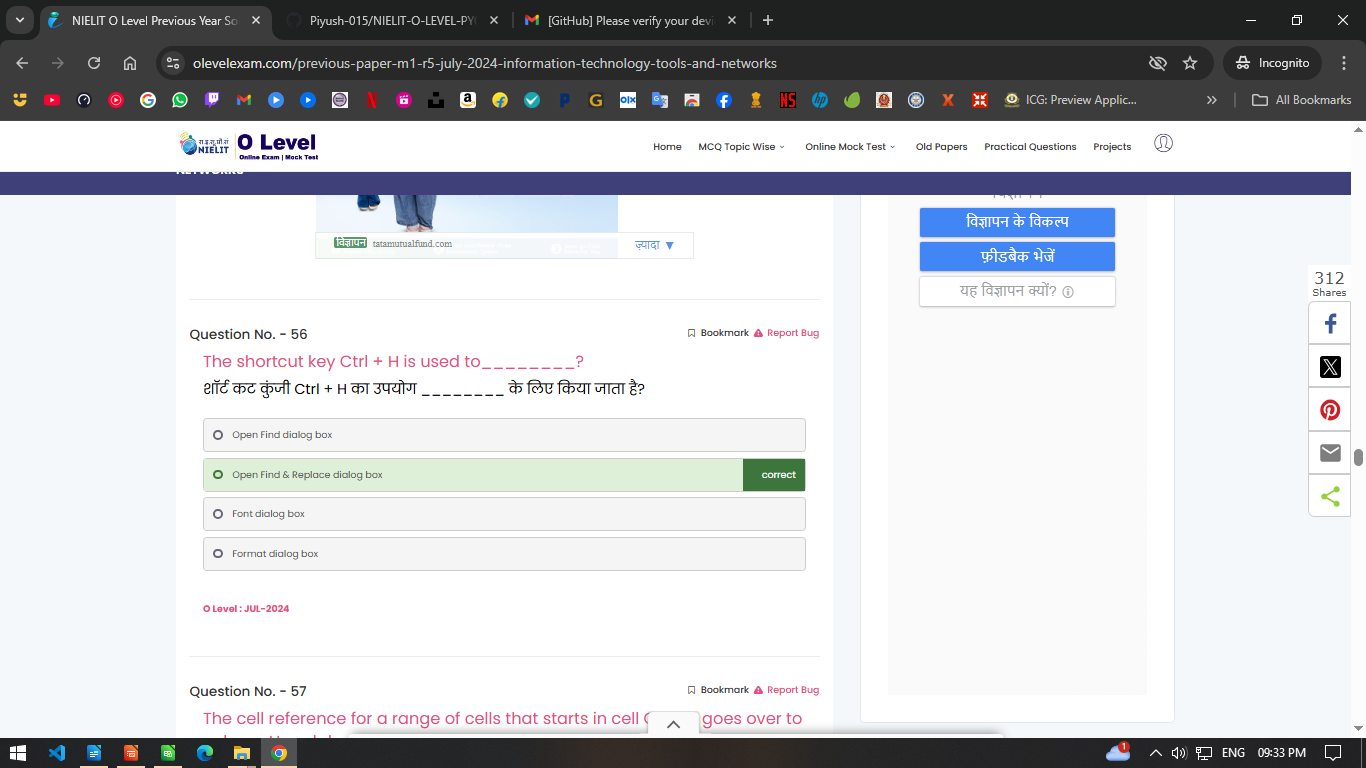 NIELIT O Level Previous Year So
Piyush-015/NIELIT-O-LEVEL-PYQ
[GitHub] Please verify your devi
olevelexam.com/previous-paper-m1-r5-july-2024-information-technology-tools-and-networks
Incognito
ICG: Preview Applic...
All Bookmarks
रा.इ.सू.प्रौ.सं
NIELIT
O Level
Online Exam | Mock Test
Home
MCQ Topic Wise
Online Mock Test
Old Papers
Practical Questions
Projects
NETWORKS
विज्ञापन
विज्ञापन के विकल्प
फ़ीडबैक भेजें
यह विज्ञापन क्यों?
विज्ञापन tatamutualfund.com
ज़्यादा ▼
312
Shares
Question No. - 56
Bookmark
Report Bug
The shortcut key Ctrl + H is used to________?
शॉर्ट कट कुंजी Ctrl + H का उपयोग ________ के लिए किया जाता है?
Open Find dialog box
Open Find & Replace dialog box
correct
Font dialog box
Format dialog box
O Level : JUL-2024
Question No. - 57
Bookmark
Report Bug
The cell reference for a range of cells that starts in cell goes over to
1
ENG
09:33 PM